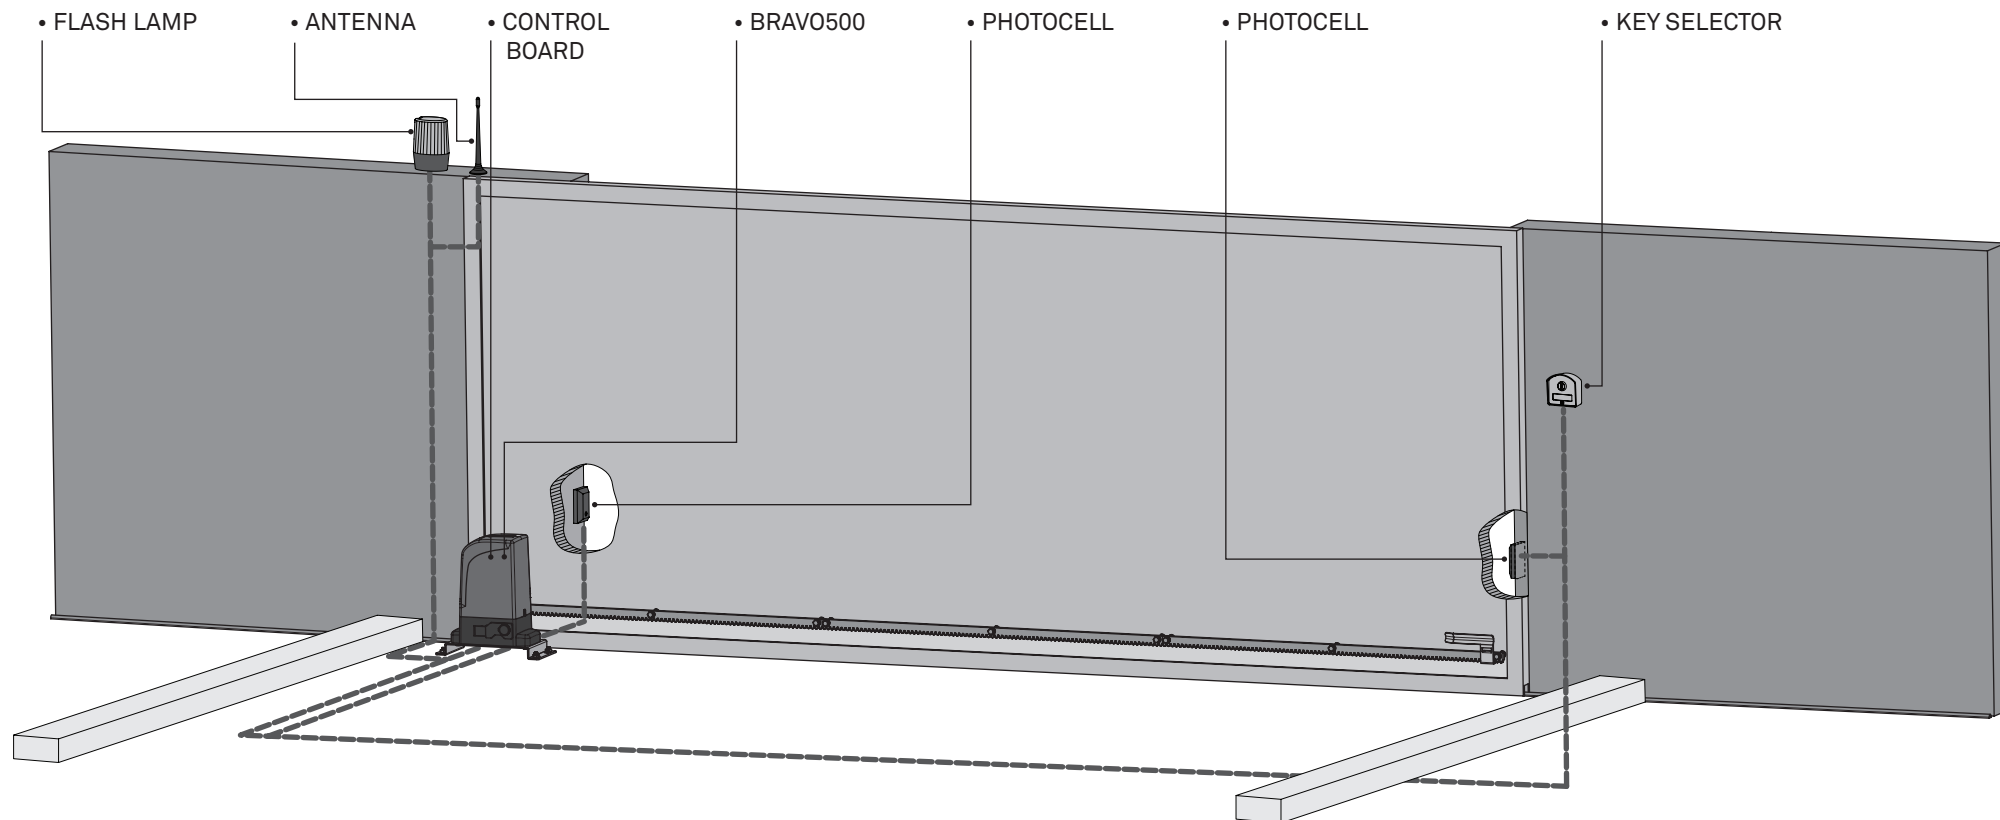 • FLASH LAMP
• ANTENNA
• CONTROL
BOARD
• BRAVO500
• PHOTOCELL
• PHOTOCELL
• KEY SELECTOR